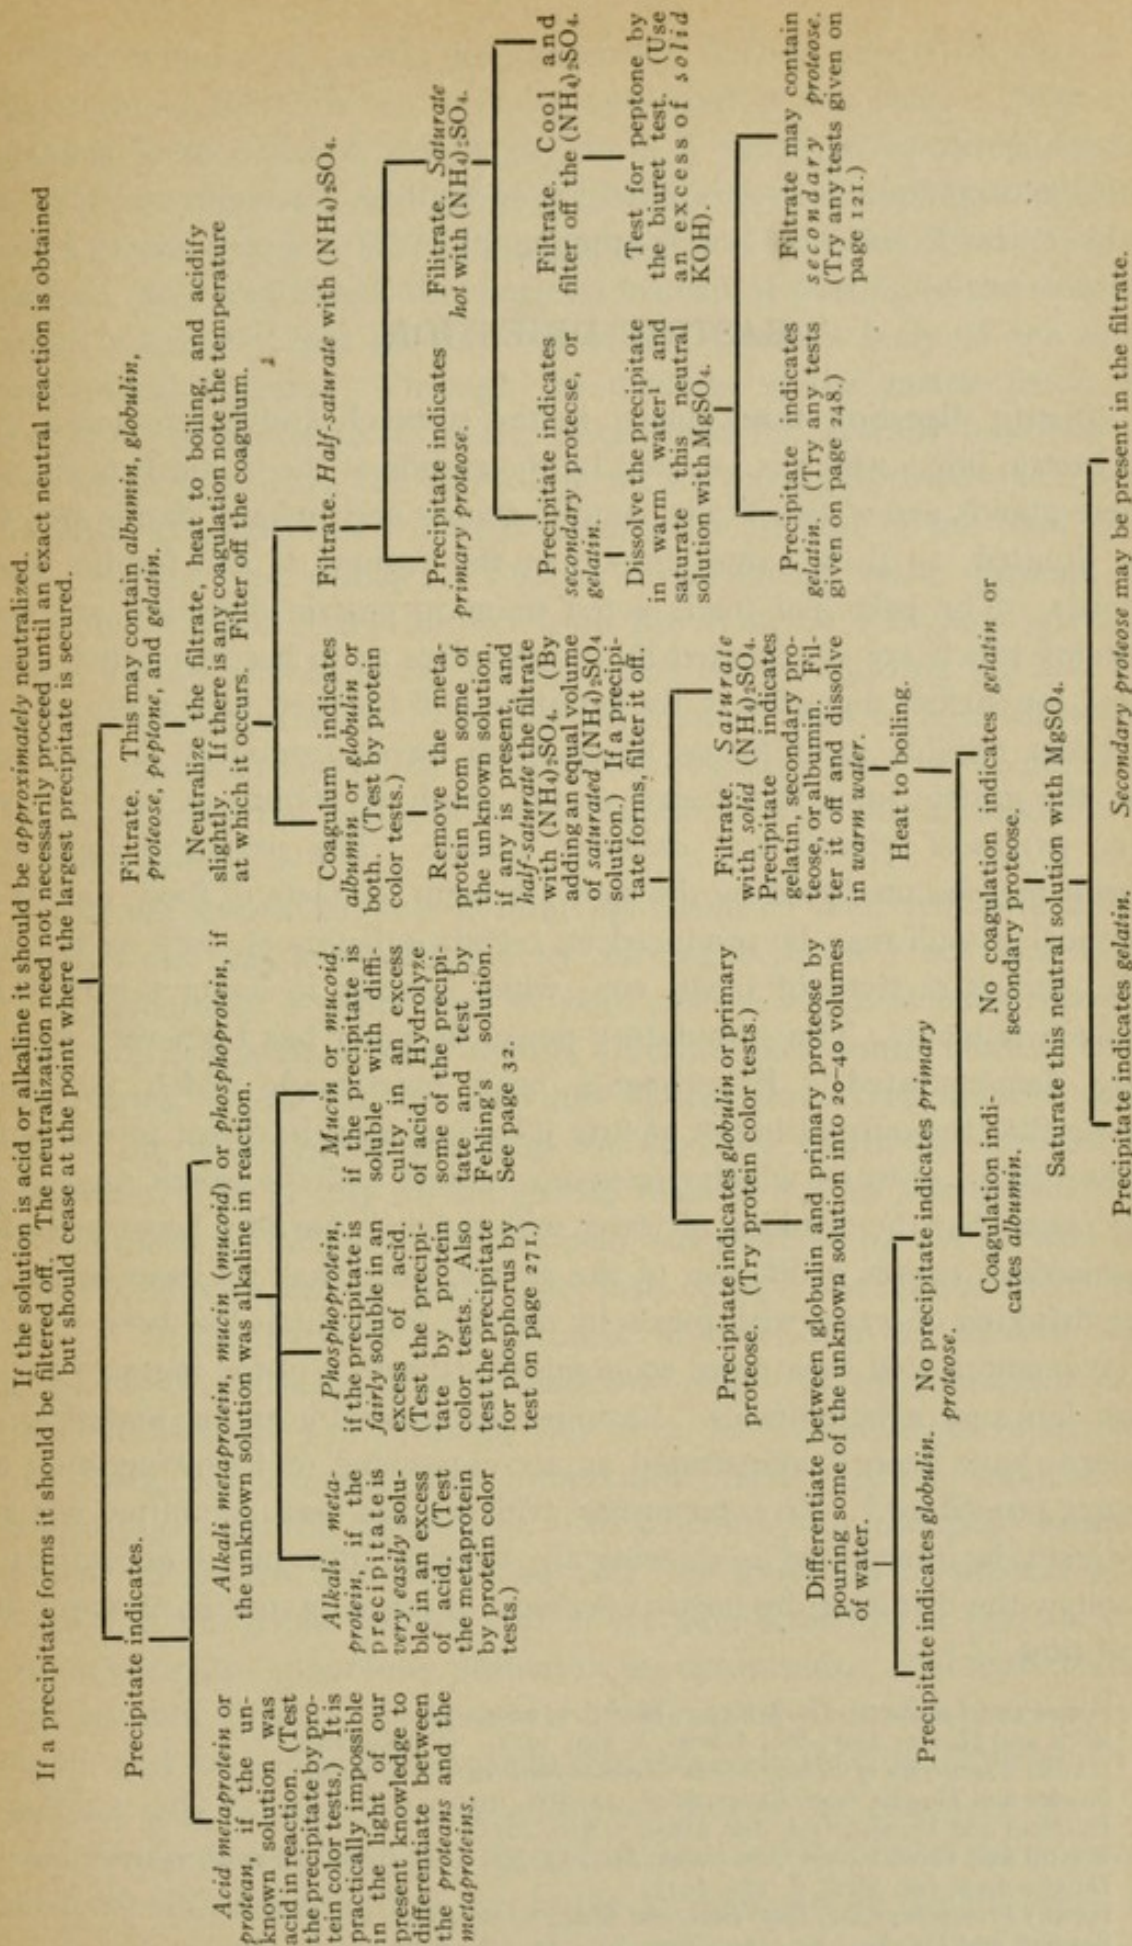 If the solution is acid or alkaline it should be approximately neutralized.
If a precipitate forms it should be filtered off. The neutralization need not necessarily proceed until an exact neutral reaction is obtained
but should cease at the point where the largest precipitate is secured.
Precipitate indicates.
Acid metaprotein or
protean, if the un-
known solution was
acid in reaction. (Test
the precipitate by pro-
tein color tests.) It is
practically impossible
in the light of our
present knowledge to
differentiate between
the proteans and the
metaproteins.
Alkali metaprotein, mucin (mucoid) or phosphoprotein, if
the unknown solution was alkaline in reaction.
Alkali meta-
protein, if the
precipitate is
very easily solu-
ble in an excess
of acid. (Test
the metaprotein
by protein color
tests.)
Phosphoprotein,
if the precipitate is
fairly soluble in an
excess of acid.
(Test the precipi-
tate by protein
color tests. Also
test the precipitate
for phosphorus by
test on page 271.)
Mucin or mucoid,
if the precipitate is
soluble with diffi-
culty in an excess
of acid. Hydrolyze
some of the precipi-
tate and test by
Fehling's solution.
See page 32.
Filtrate. This may contain albumin, globulin,
proteose, peptone, and gelatin.
Neutralize the filtrate, heat to boiling, and acidify
slightly. If there is any coagulation note the temperature
at which it occurs. Filter off the coagulum.
Coagulum indicates
albumin or globulin or
both. (Test by protein
color tests.)
Remove the meta-
protein from some of
the unknown solution,
if any is present, and
half-saturate the filtrate
with (NH₄)₂SO₄. (By
adding an equal volume
of saturated (NH₄)₂SO₄
solution.) If a precipi-
tate forms, filter it off.
Precipitate indicates globulin or primary
proteose. (Try protein color tests.)
Differentiate between globulin and primary proteose by
pouring some of the unknown solution into 20-40 volumes
of water.
Precipitate indicates globulin.
No precipitate indicates primary
proteose.
Filtrate. Saturate
with solid (NH₄)₂SO₄.
Precipitate indicates
gelatin, secondary pro-
teose, or albumin. Fil-
ter it off and dissolve
in warm water.
Heat to boiling.
Coagulation indi-
cates albumin.
No coagulation indicates gelatin or
secondary proteose.
Saturate this neutral solution with MgSO₄.
Precipitate indicates gelatin.
Secondary proteose may be present in the filtrate.
Filtrate. Half-saturate with (NH₄)₂SO₄.
Precipitate indicates
primary proteose.
Filitrate. Saturate
hot with (NH₄)₂SO₄.
Precipitate indicates
secondary protecse, or
gelatin.
Dissolve the precipitate
in warm water¹ and
saturate this neutral
solution with MgSO₄.
Precipitate indicates
gelatin. (Try any tests
given on page 248.)
Filtrate may contain
secondary proteose.
(Try any tests given on
page 121.)
Filtrate. Cool and
filter off the (NH₄)₂SO₄.
Test for peptone by
the biuret test. (Use
an excess of solid
KOH).